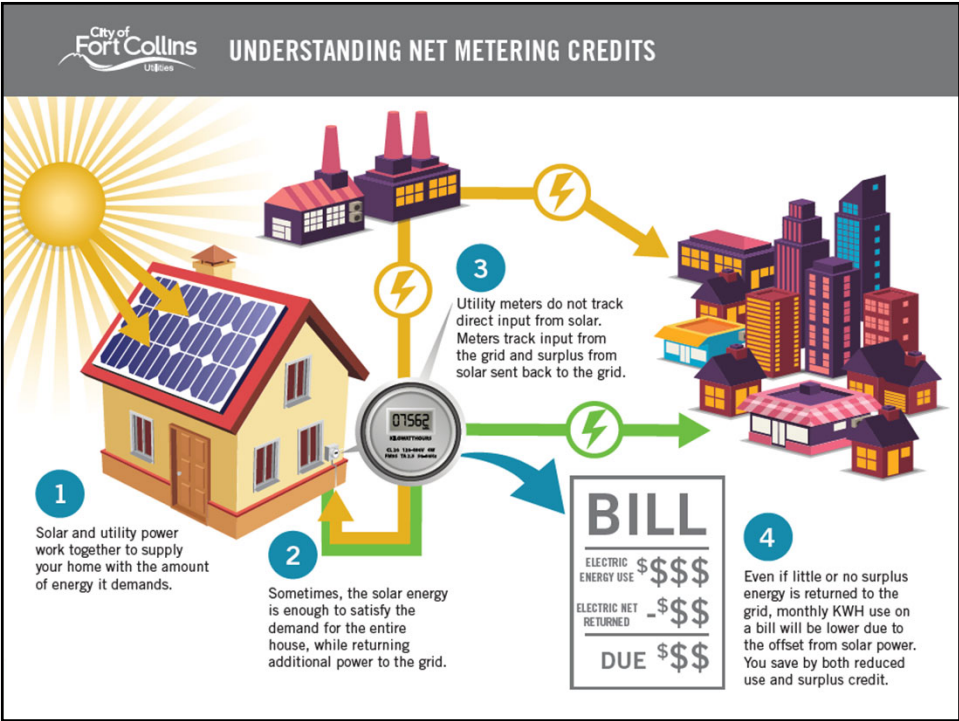 City of
Fort Collins
Utilities
UNDERSTANDING NET METERING CREDITS
3
Utility meters do not track
direct input from solar.
Meters track input from
the grid and surplus from
solar sent back to the grid.
07562
KILOWATTHOURS
1
Solar and utility power
work together to supply
your home with the amount
of energy it demands.
2
Sometimes, the solar energy
is enough to satisfy the
demand for the entire
house, while returning
additional power to the grid.
BILL
ELECTRIC
ENERGY USE $$$$
ELECTRIC NET
RETURNED -$$$
DUE $$$
4
Even if little or no surplus
energy is returned to the
grid, monthly KWH use on
a bill will be lower due to
the offset from solar power.
You save by both reduced
use and surplus credit.